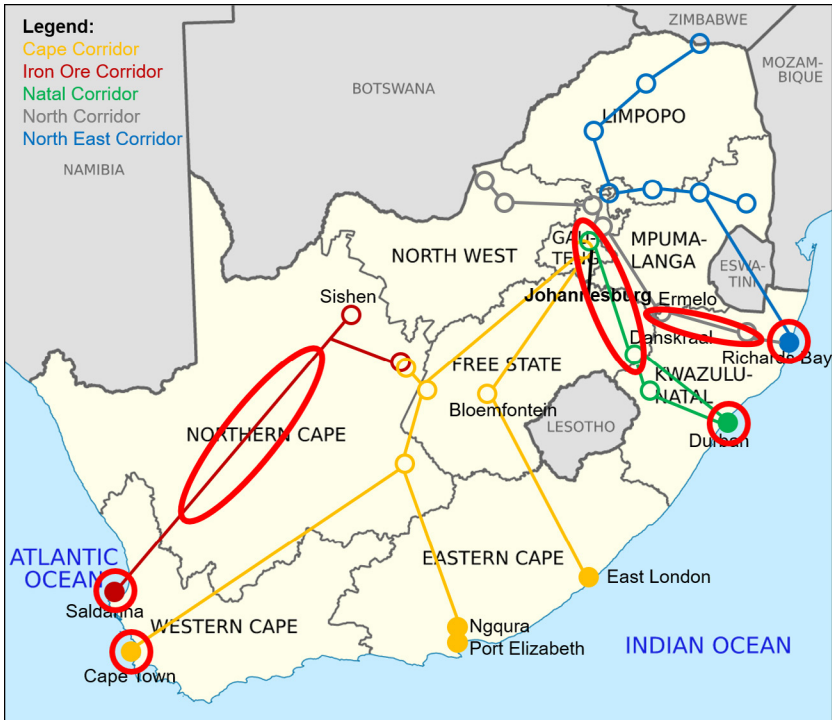 Legend:
Cape Corridor
Iron Ore Corridor
Natal Corridor
North Corridor
North East Corridor
ZIMBABWE
MOZAM-
BIQUE
BOTSWANA
NAMIBIA
LIMPOPO
NORTH WEST
GAU-
TENG
MPUMA-
LANGA
ESWA-
TINI
Johannesburg
Ermelo
Sishen
Danskraal
Richards Bay
FREE STATE
KWAZULU-
NATAL
Bloemfontein
LESOTHO
Durban
NORTHERN CAPE
ATLANTIC
OCEAN
EASTERN CAPE
East London
Saldanha
WESTERN CAPE
Ngqura
Port Elizabeth
INDIAN OCEAN
Cape Town